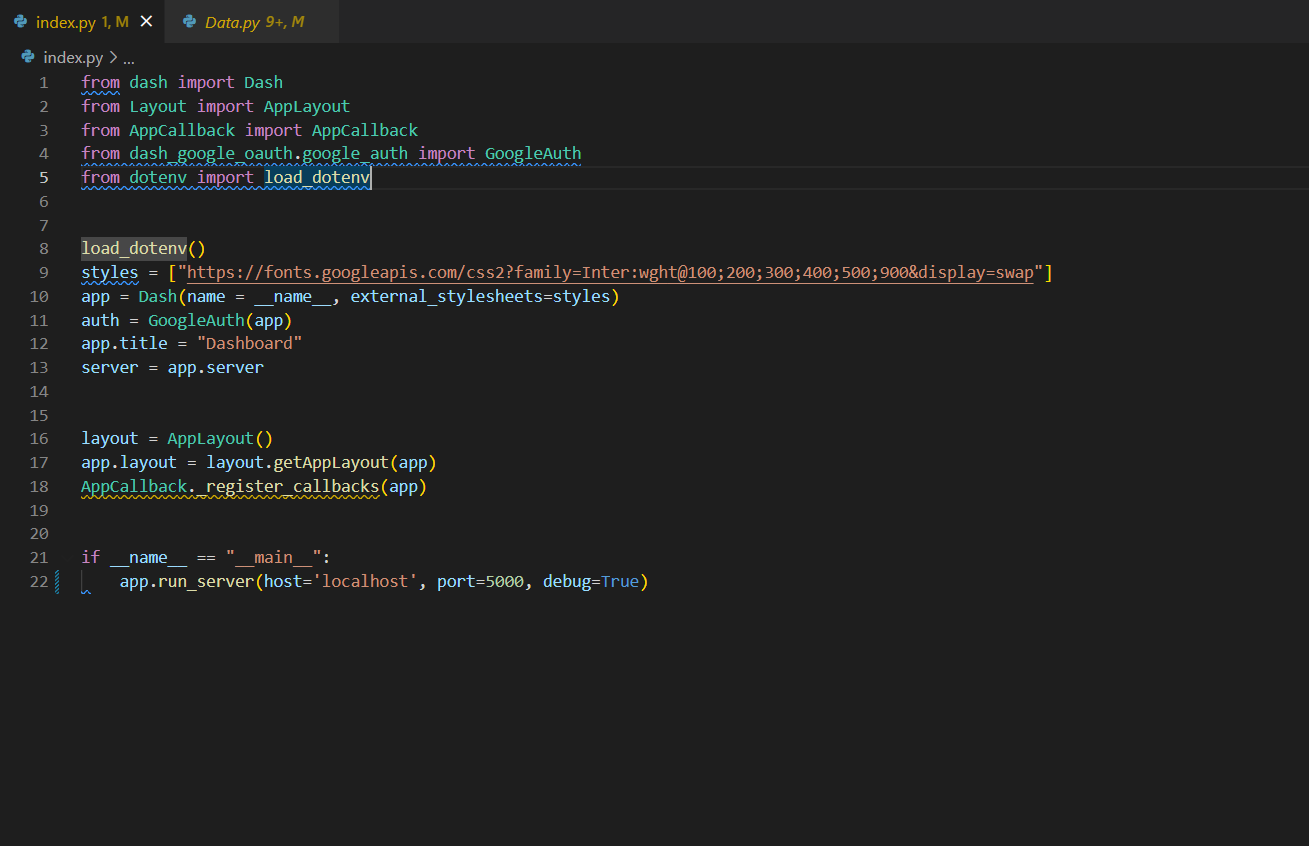 index.py 1, M
Data.py 9+, M
index.py > ...
1 from dash import Dash
2 from Layout import AppLayout
3 from AppCallback import AppCallback
4 from dash_google_oauth.google_auth import GoogleAuth
5 from dotenv import load_dotenv
6
7
8 load_dotenv()
9 styles = ["https://fonts.googleapis.com/css2?family=Inter:wght@100;200;300;400;500;900&display=swap"]
10 app = Dash(name = __name__, external_stylesheets=styles)
11 auth = GoogleAuth(app)
12 app.title = "Dashboard"
13 server = app.server
14
15
16 layout = AppLayout()
17 app.layout = layout.getAppLayout(app)
18 AppCallback._register_callbacks(app)
19
20
21 if __name__ == "__main__":
22     app.run_server(host='localhost', port=5000, debug=True)